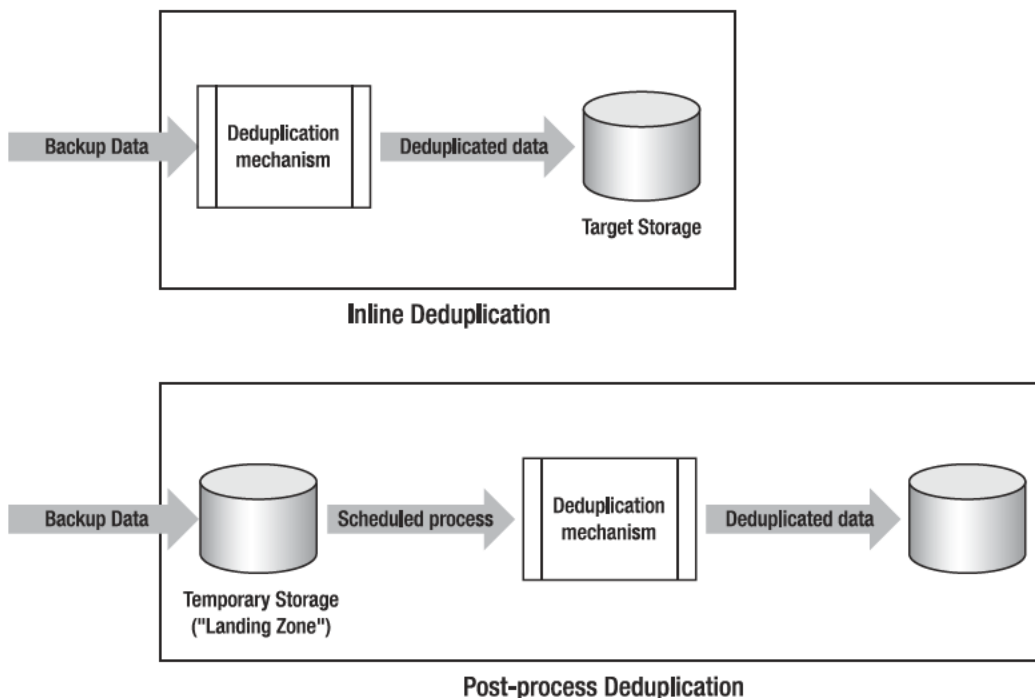 Backup Data
Deduplication
mechanism
Deduplicated data
Target Storage
Inline Deduplication
Backup Data
Temporary Storage
("Landing Zone")
Scheduled process
Deduplication
mechanism
Deduplicated data
Post-process Deduplication